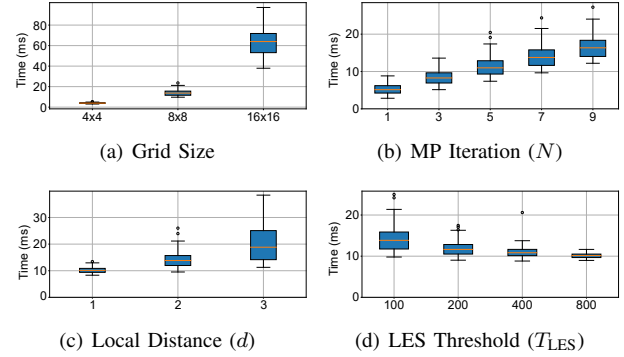 Time (ms)
80
60
40
20
0
4x4
8x8
16x16
(a) Grid Size
Time (ms)
20
10
0
1
3
5
7
9
(b) MP Iteration (N)
Time (ms)
30
20
10
0
1
2
3
(c) Local Distance (d)
Time (ms)
20
10
0
100
200
400
800
(d) LES Threshold (T_LES)